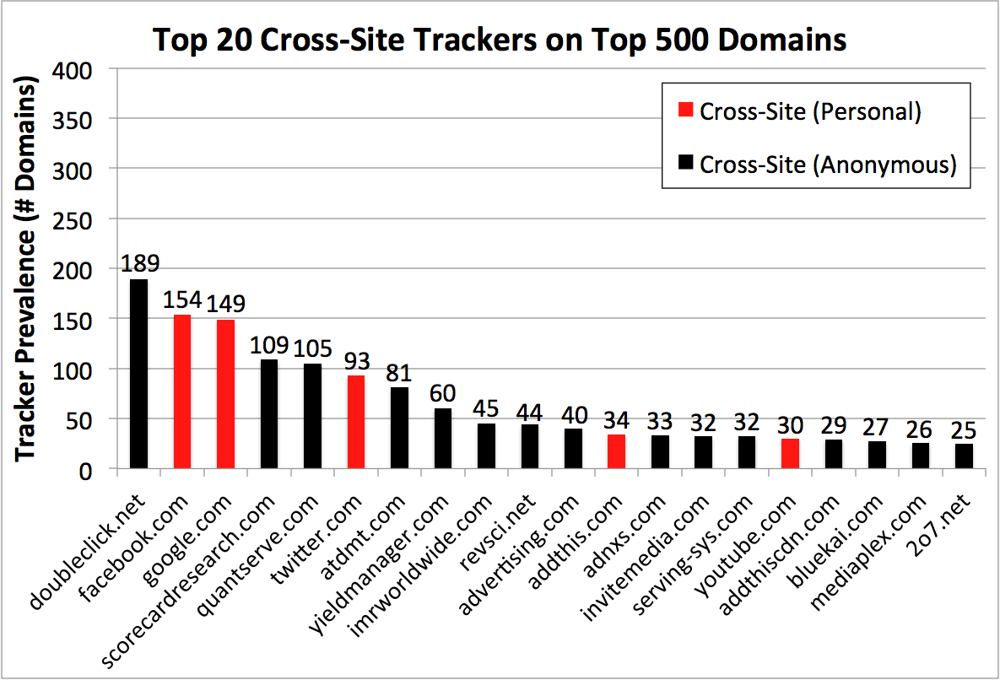 Top 20 Cross-Site Trackers on Top 500 Domains
Tracker Prevalence (# Domains)
400
350
300
250
200
150
100
50
0
Cross-Site (Personal)
Cross-Site (Anonymous)
189
154
149
109
105
93
81
60
45
44
40
34
33
32
32
30
29
27
26
25
doubleclick.net
facebook.com
google.com
scorecardresearch.com
quantserve.com
twitter.com
atdmt.com
yieldmanager.com
imrworldwide.com
revsci.net
advertising.com
addthis.com
adnxs.com
invitemedia.com
serving-sys.com
youtube.com
addthiscdn.com
bluekai.com
mediaplex.com
2o7.net